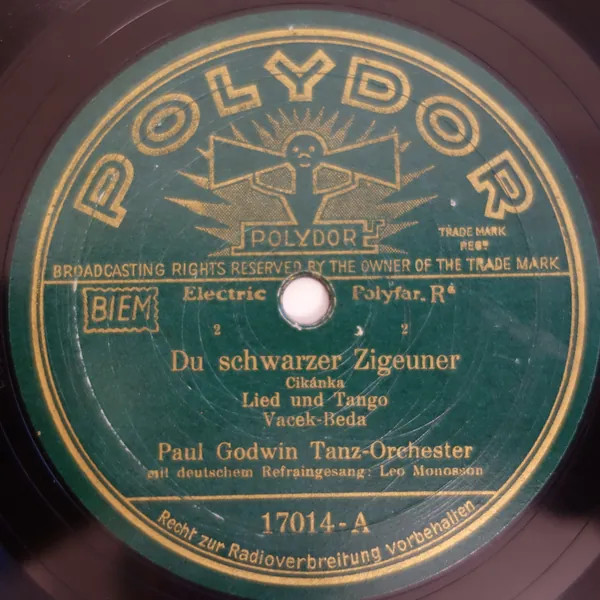 POLYDOR
POLYDOR
TRADE MARK
REGD
BROADCASTING RIGHTS RESERVED BY THE OWNER OF THE TRADE MARK
BIEM
Electric Polyfar. Rd
2 2
Du schwarzer Zigeuner
Cikánka
Lied und Tango
Vacek-Beda
Paul Godwin Tanz-Orchester
mit deutschem Refraingesang: Leo Monosson
17014-A
Recht zur Radioverbreitung vorbehalten